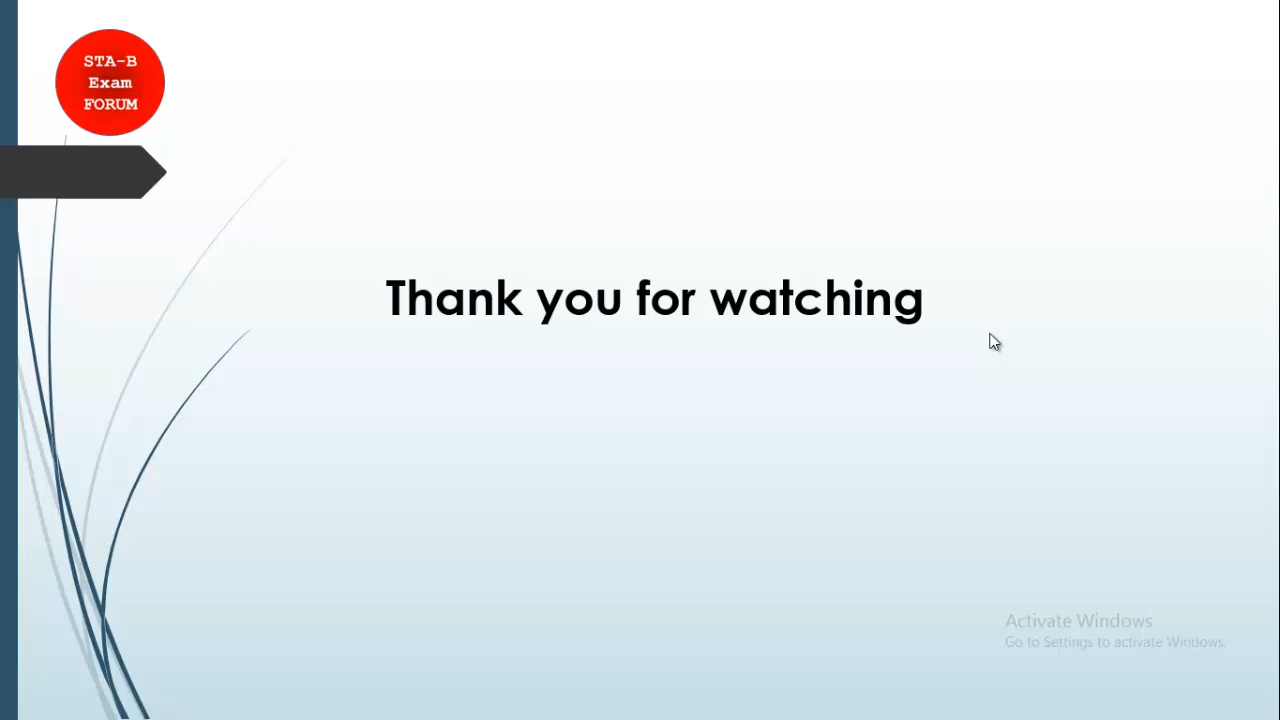 STA-B
Exam
FORUM
Thank you for watching
Activate Windows
Go to Settings to activate Windows.